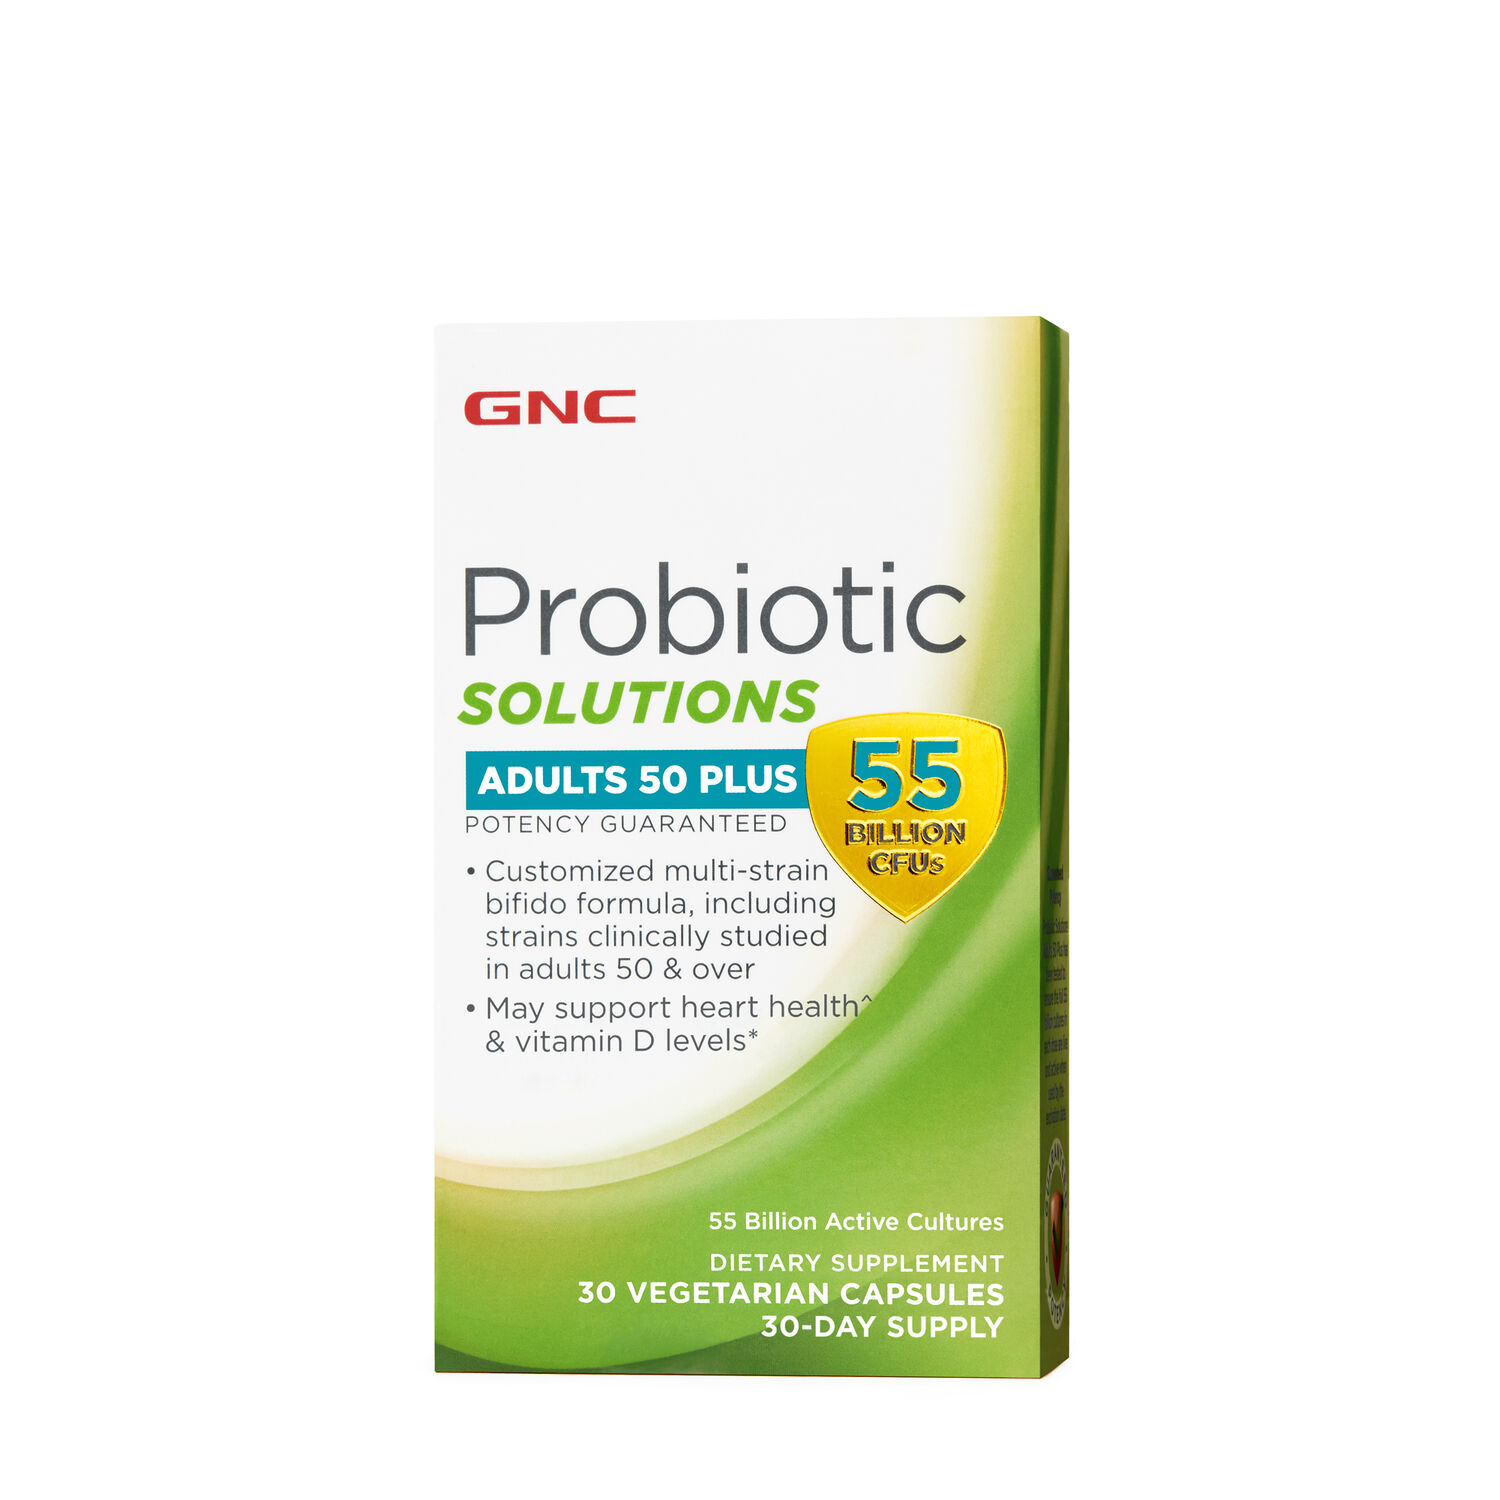 GNC
Probiotic
SOLUTIONS
ADULTS 50 PLUS
55
BILLION
CFUs
POTENCY GUARANTEED
• Customized multi-strain
bifido formula, including
strains clinically studied
in adults 50 & over
• May support heart health^
& vitamin D levels*
55 Billion Active Cultures
DIETARY SUPPLEMENT
30 VEGETARIAN CAPSULES
30-DAY SUPPLY